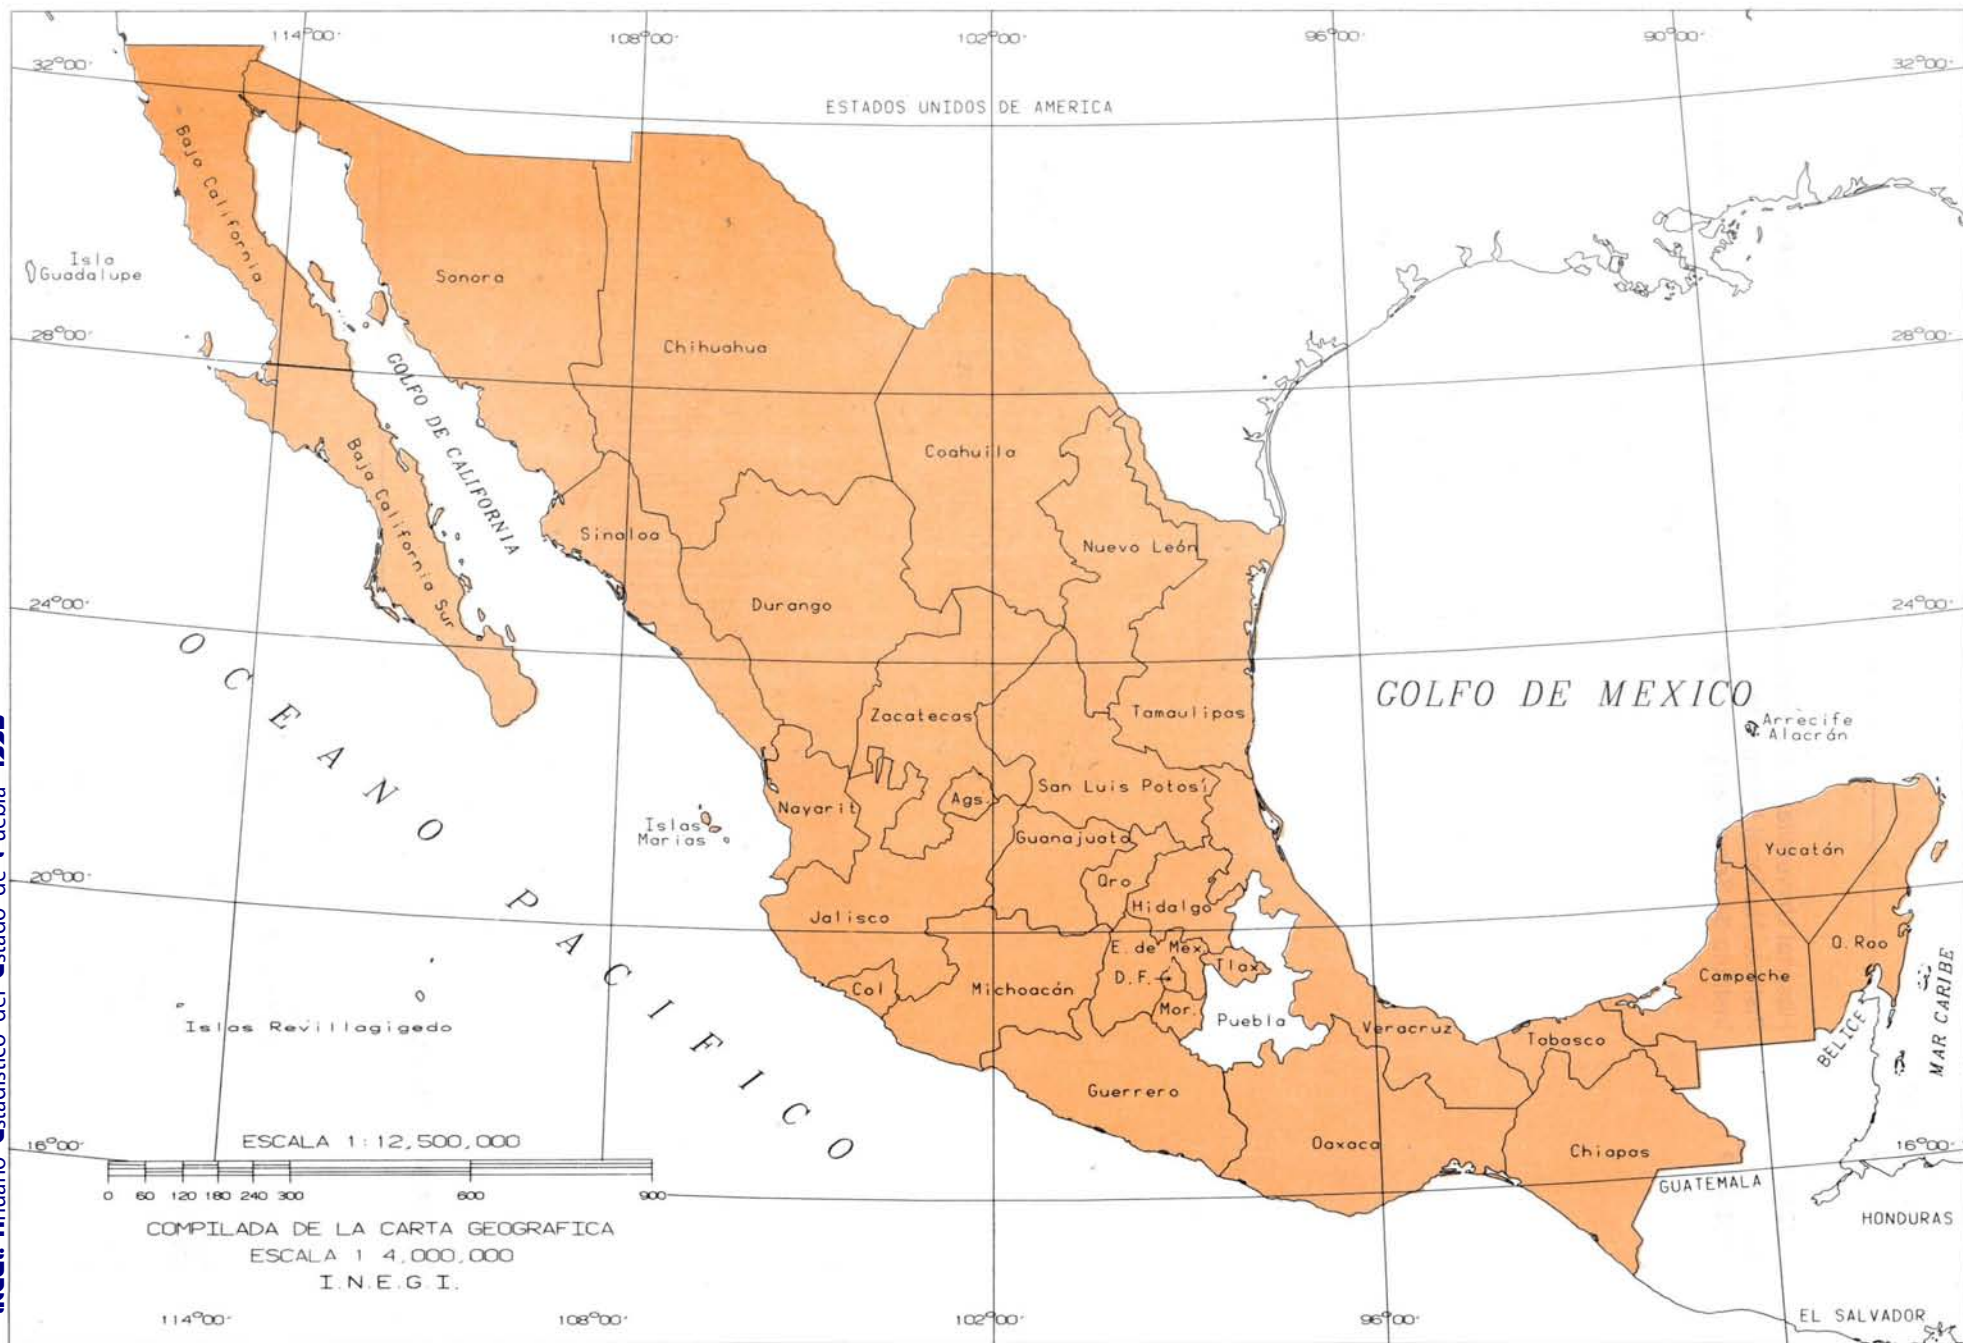 114°00'
108°00'
102°00'
96°00'
90°00'
32°00'
32°00'
ESTADOS UNIDOS DE AMERICA
Baja California
Isla
Guadalupe
Sonora
28°00'
28°00'
Chihuahua
GOLFO DE CALIFORNIA
Coahuila
Baja California Sur
Sinaloa
Nuevo León
24°00'
24°00'
Durango
OCEANO PACIFICO
GOLFO DE MEXICO
Zacatecas
Tamaulipas
Arrecife
Alacrán
San Luis Potosí
Ags.
Nayarit
Islas
Marias
Guanajuato
Yucatán
20°00'
Qro
Hidalgo
Jalisco
E. de Méx.
Q. Roo
Tlax
D.F.
Campeche
Col
Michoacán
Mor.
MAR CARIBE
Puebla
Islas Revillagigedo
Veracruz
Tabasco
BELICE
Guerrero
16°00'
ESCALA 1:12,500,000
Oaxaca
Chiapas
16°00'
0 60 120 180 240 300 600 900
GUATEMALA
HONDURAS
COMPILADA DE LA CARTA GEOGRAFICA
ESCALA 1 4,000,000
I.N.E.G.I.
114°00'
108°00'
102°00'
96°00'
EL SALVADOR